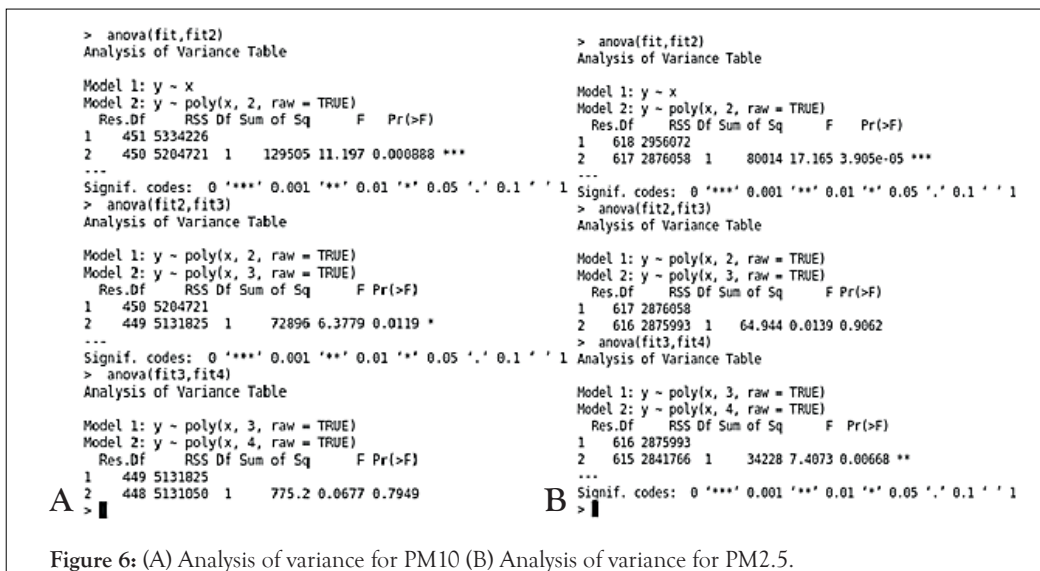 > anova(fit,fit2)
Analysis of Variance Table
Model 1: y ~ x
Model 2: y ~ poly(x, 2, raw = TRUE)
Res.Df RSS Df Sum of Sq F Pr(>F)
1 451 5334226
2 450 5204721 1 129505 11.197 0.000888 ***
---
Signif. codes: 0 '***' 0.001 '**' 0.01 '*' 0.05 '.' 0.1 ' ' 1
> anova(fit2,fit3)
Analysis of Variance Table
Model 1: y ~ poly(x, 2, raw = TRUE)
Model 2: y ~ poly(x, 3, raw = TRUE)
Res.Df RSS Df Sum of Sq F Pr(>F)
1 450 5204721
2 449 5131825 1 72896 6.3779 0.0119 *
---
Signif. codes: 0 '***' 0.001 '**' 0.01 '*' 0.05 '.' 0.1 ' ' 1
> anova(fit3,fit4)
Analysis of Variance Table
Model 1: y ~ poly(x, 3, raw = TRUE)
Model 2: y ~ poly(x, 4, raw = TRUE)
Res.Df RSS Df Sum of Sq F Pr(>F)
1 449 5131825
2 448 5131050 1 775.2 0.0677 0.7949
>
A
> anova(fit,fit2)
Analysis of Variance Table
Model 1: y ~ x
Model 2: y ~ poly(x, 2, raw = TRUE)
Res.Df RSS Df Sum of Sq F Pr(>F)
1 618 2956072
2 617 2876058 1 80014 17.165 3.905e-05 ***
---
Signif. codes: 0 '***' 0.001 '**' 0.01 '*' 0.05 '.' 0.1 ' ' 1
> anova(fit2,fit3)
Analysis of Variance Table
Model 1: y ~ poly(x, 2, raw = TRUE)
Model 2: y ~ poly(x, 3, raw = TRUE)
Res.Df RSS Df Sum of Sq F Pr(>F)
1 617 2876058
2 616 2875993 1 64.944 0.0139 0.9062
> anova(fit3,fit4)
Analysis of Variance Table
Model 1: y ~ poly(x, 3, raw = TRUE)
Model 2: y ~ poly(x, 4, raw = TRUE)
Res.Df RSS Df Sum of Sq F Pr(>F)
1 616 2875993
2 615 2841766 1 34228 7.4073 0.00668 **
---
Signif. codes: 0 '***' 0.001 '**' 0.01 '*' 0.05 '.' 0.1 ' ' 1
>
B
Figure 6: (A) Analysis of variance for PM10 (B) Analysis of variance for PM2.5.